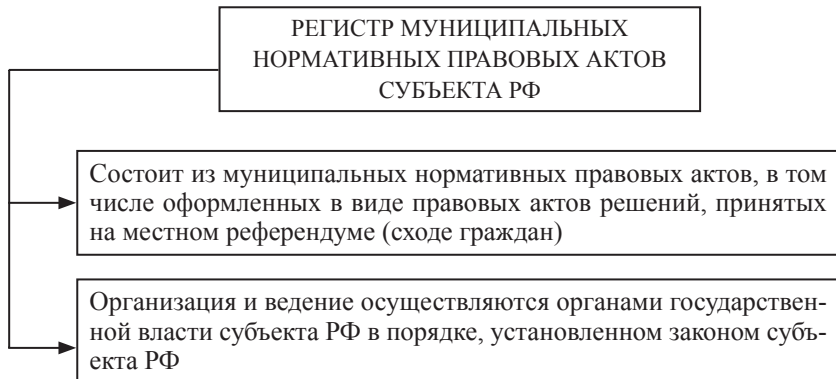 РЕГИСТР МУНИЦИПАЛЬНЫХ
НОРМАТИВНЫХ ПРАВОВЫХ АКТОВ
СУБЪЕКТА РФ
Состоит из муниципальных нормативных правовых актов, в том
числе оформленных в виде правовых актов решений, принятых
на местном референдуме (сходе граждан)
Организация и ведение осуществляются органами государствен-
ной власти субъекта РФ в порядке, установленном законом субъ-
екта РФ